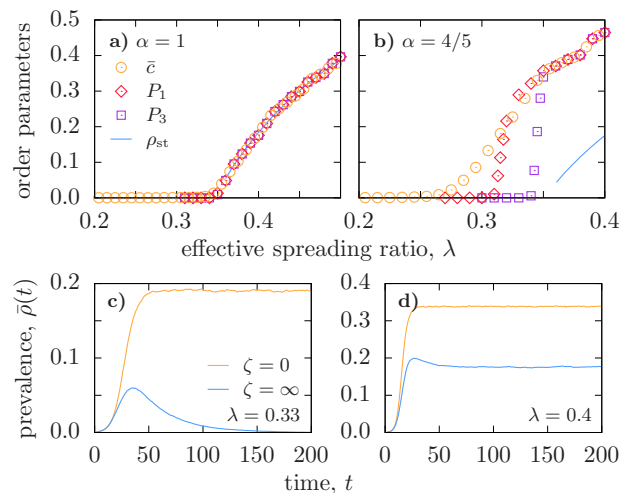 order parameters
0.5
0.4
0.3
0.2
0.1
0.0
a) α = 1
c̄
P₁
P₃
ρst
b) α = 4/5
0.2 0.3 0.4 0.2 0.3 0.4
effective spreading ratio, λ
prevalence, ρ̄(t)
0.2
0.1
0.0
c)
ζ = 0
ζ = ∞
λ = 0.33
0.4
0.3
0.2
0.1
0.0
d)
λ = 0.4
0 50 100 150 200 0 50 100 150 200
time, t